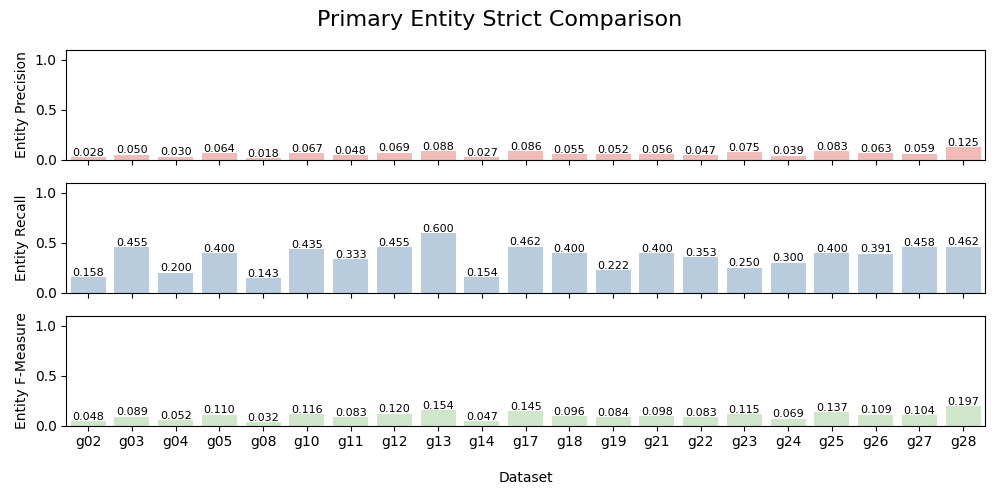 Primary Entity Strict Comparison
Entity Precision
1.0
0.5
0.0
0.028 0.050 0.030 0.064 0.018 0.067 0.048 0.069 0.088 0.027 0.086 0.055 0.052 0.056 0.047 0.075 0.039 0.083 0.063 0.059 0.125
Entity Recall
1.0
0.5
0.0
0.158 0.455 0.200 0.400 0.143 0.435 0.333 0.455 0.600 0.154 0.462 0.400 0.222 0.400 0.353 0.250 0.300 0.400 0.391 0.458 0.462
Entity F-Measure
1.0
0.5
0.0
0.048 0.089 0.052 0.110 0.032 0.116 0.083 0.120 0.154 0.047 0.145 0.096 0.084 0.098 0.083 0.115 0.069 0.137 0.109 0.104 0.197
g02 g03 g04 g05 g08 g10 g11 g12 g13 g14 g17 g18 g19 g21 g22 g23 g24 g25 g26 g27 g28
Dataset